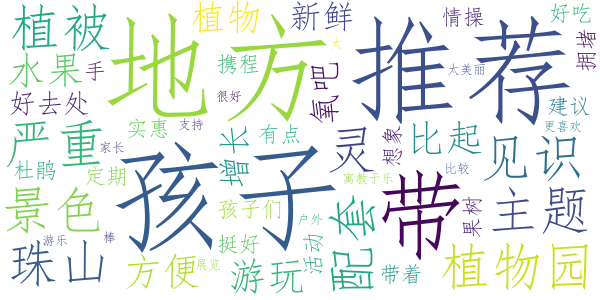 植被
地方
植物
新鲜
推荐
情操
好吃
拥堵
水果
手
携程
太
大美丽
氧吧
很好
好去处
建议
更喜欢
严重
实惠
支持
有点
想象
比起
见识
家长
孩子
增长
灵
杜鹃
定期
比较
寓教于乐
带
景色
孩子们
配套
果树
主题
户外
游乐
棒
挺好
活动
珠山
方便
展览
游玩
带着
植物园